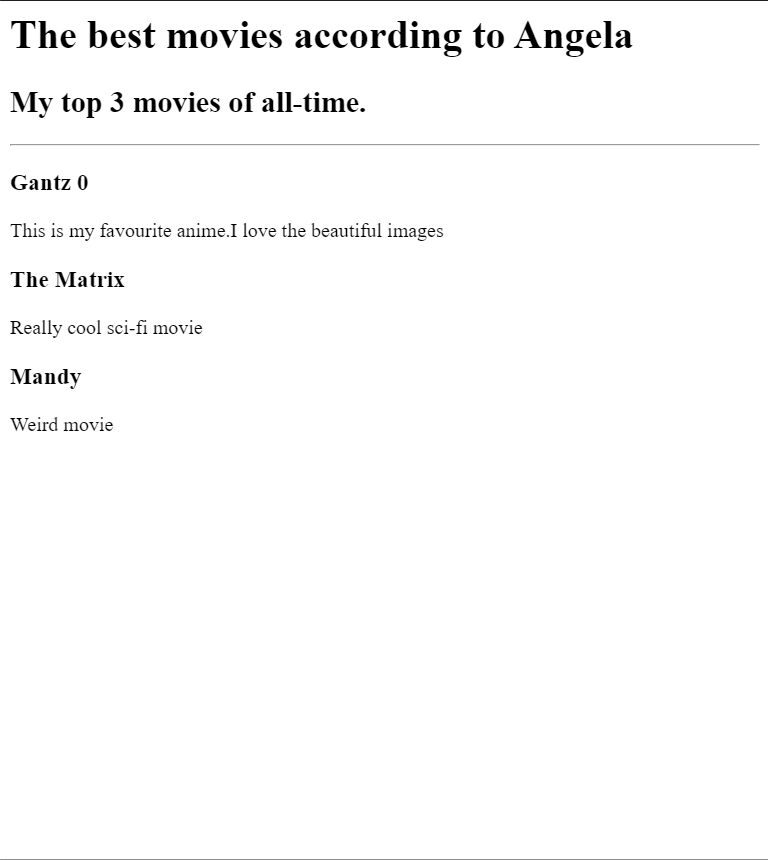 The best movies according to Angela
My top 3 movies of all-time.
Gantz 0
This is my favourite anime.I love the beautiful images
The Matrix
Really cool sci-fi movie
Mandy
Weird movie